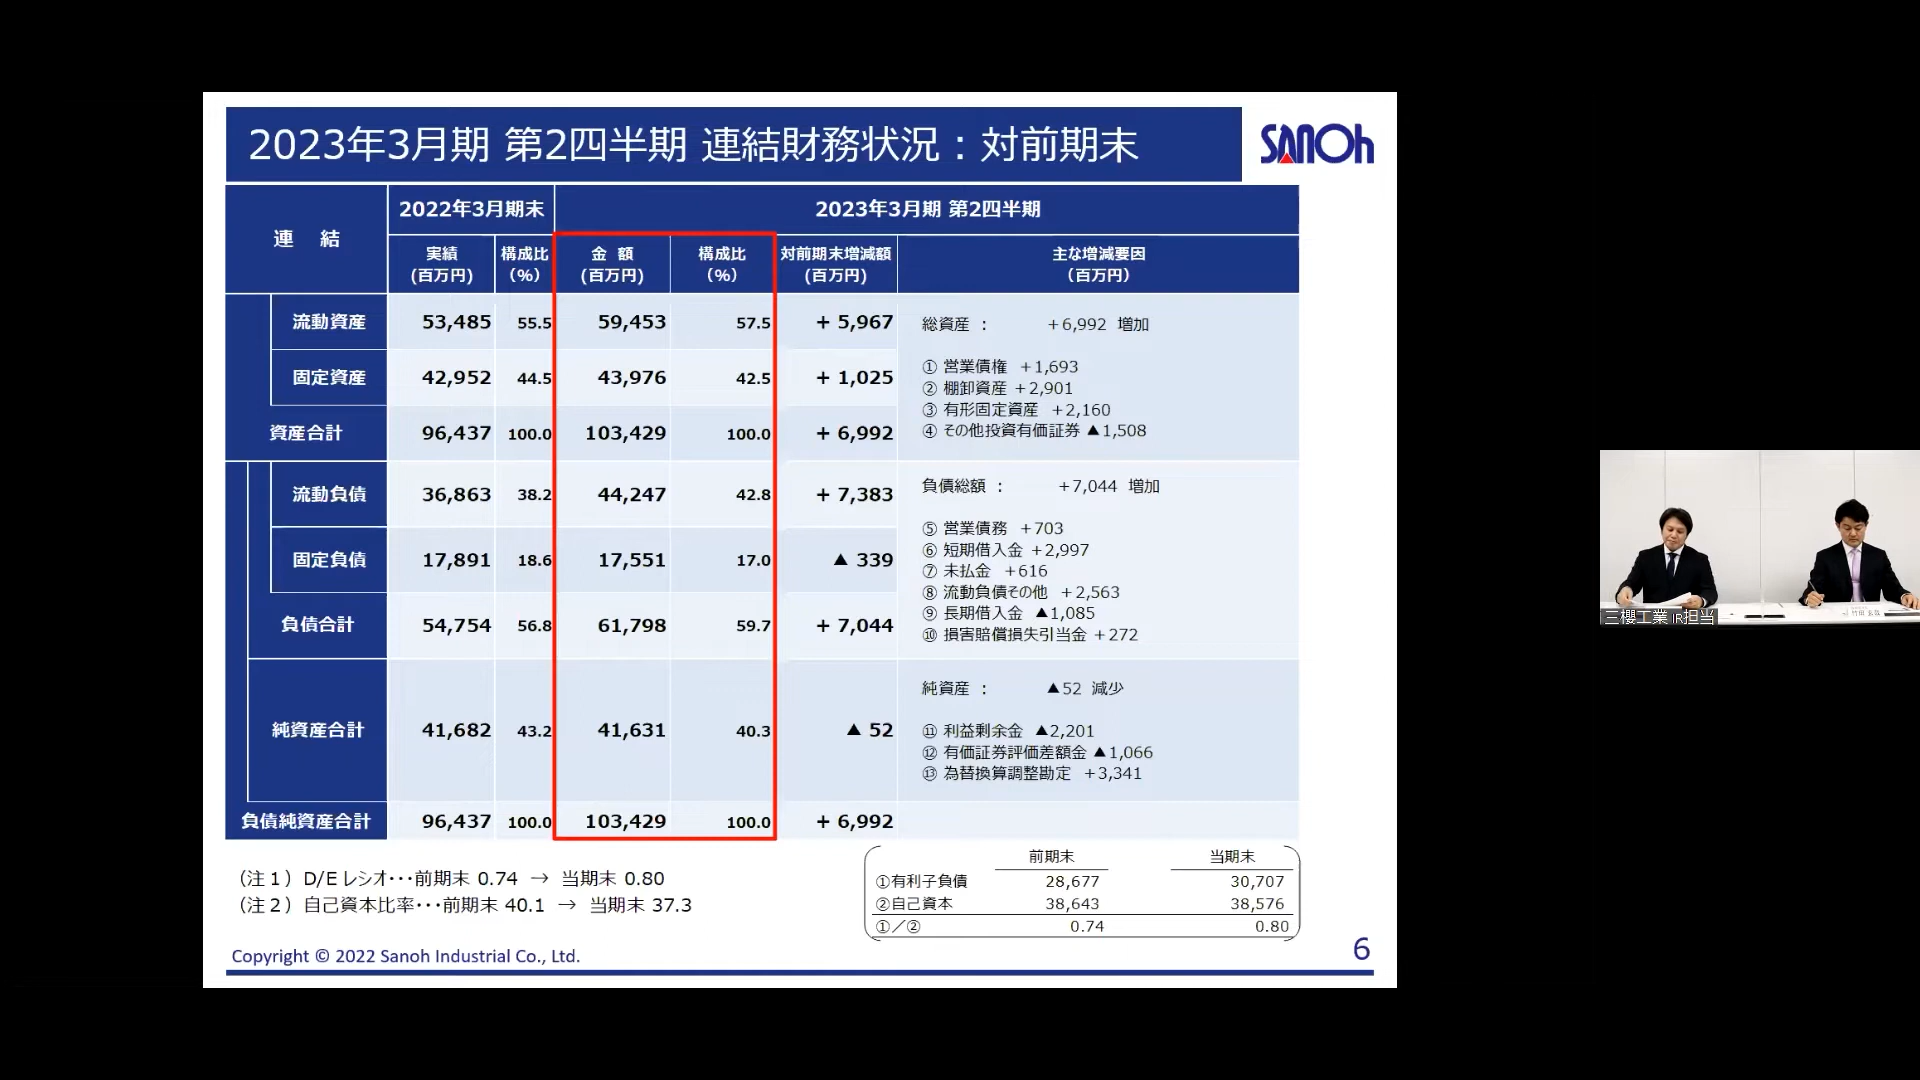 2023年3月期 第2四半期 連結財務状況：対前期末
SANOh
連 結
2022年3月期末
2023年3月期 第2四半期
実績 (百万円)
構成比 (％)
金 額 (百万円)
構成比 (％)
対前期末増減額 (百万円)
主な増減要因 (百万円)
流動資産 53,485 55.5 59,453 57.5 + 5,967
固定資産 42,952 44.5 43,976 42.5 + 1,025
資産合計 96,437 100.0 103,429 100.0 + 6,992
総資産 ： +6,992 増加
① 営業債権 +1,693
② 棚卸資産 +2,901
③ 有形固定資産 +2,160
④ その他投資有価証券 ▲1,508
流動負債 36,863 38.2 44,247 42.8 + 7,383
固定負債 17,891 18.6 17,551 17.0 ▲ 339
負債合計 54,754 56.8 61,798 59.7 + 7,044
負債総額 ： +7,044 増加
⑤ 営業債務 +703
⑥ 短期借入金 +2,997
⑦ 未払金 +616
⑧ 流動負債その他 +2,563
⑨ 長期借入金 ▲1,085
⑩ 損害賠償損失引当金 +272
純資産合計 41,682 43.2 41,631 40.3 ▲ 52
純資産 ： ▲52 減少
⑪ 利益剰余金 ▲2,201
⑫ 有価証券評価差額金 ▲1,066
⑬ 為替換算調整勘定 +3,341
負債純資産合計 96,437 100.0 103,429 100.0 + 6,992
（注１）D/E レシオ･･･前期末 0.74 → 当期末 0.80
（注２）自己資本比率･･･前期末 40.1 → 当期末 37.3
前期末 当期末
①有利子負債 28,677 30,707
②自己資本 38,643 38,576
①／② 0.74 0.80
Copyright © 2022 Sanoh Industrial Co., Ltd.
6
三櫻工業 IR担当